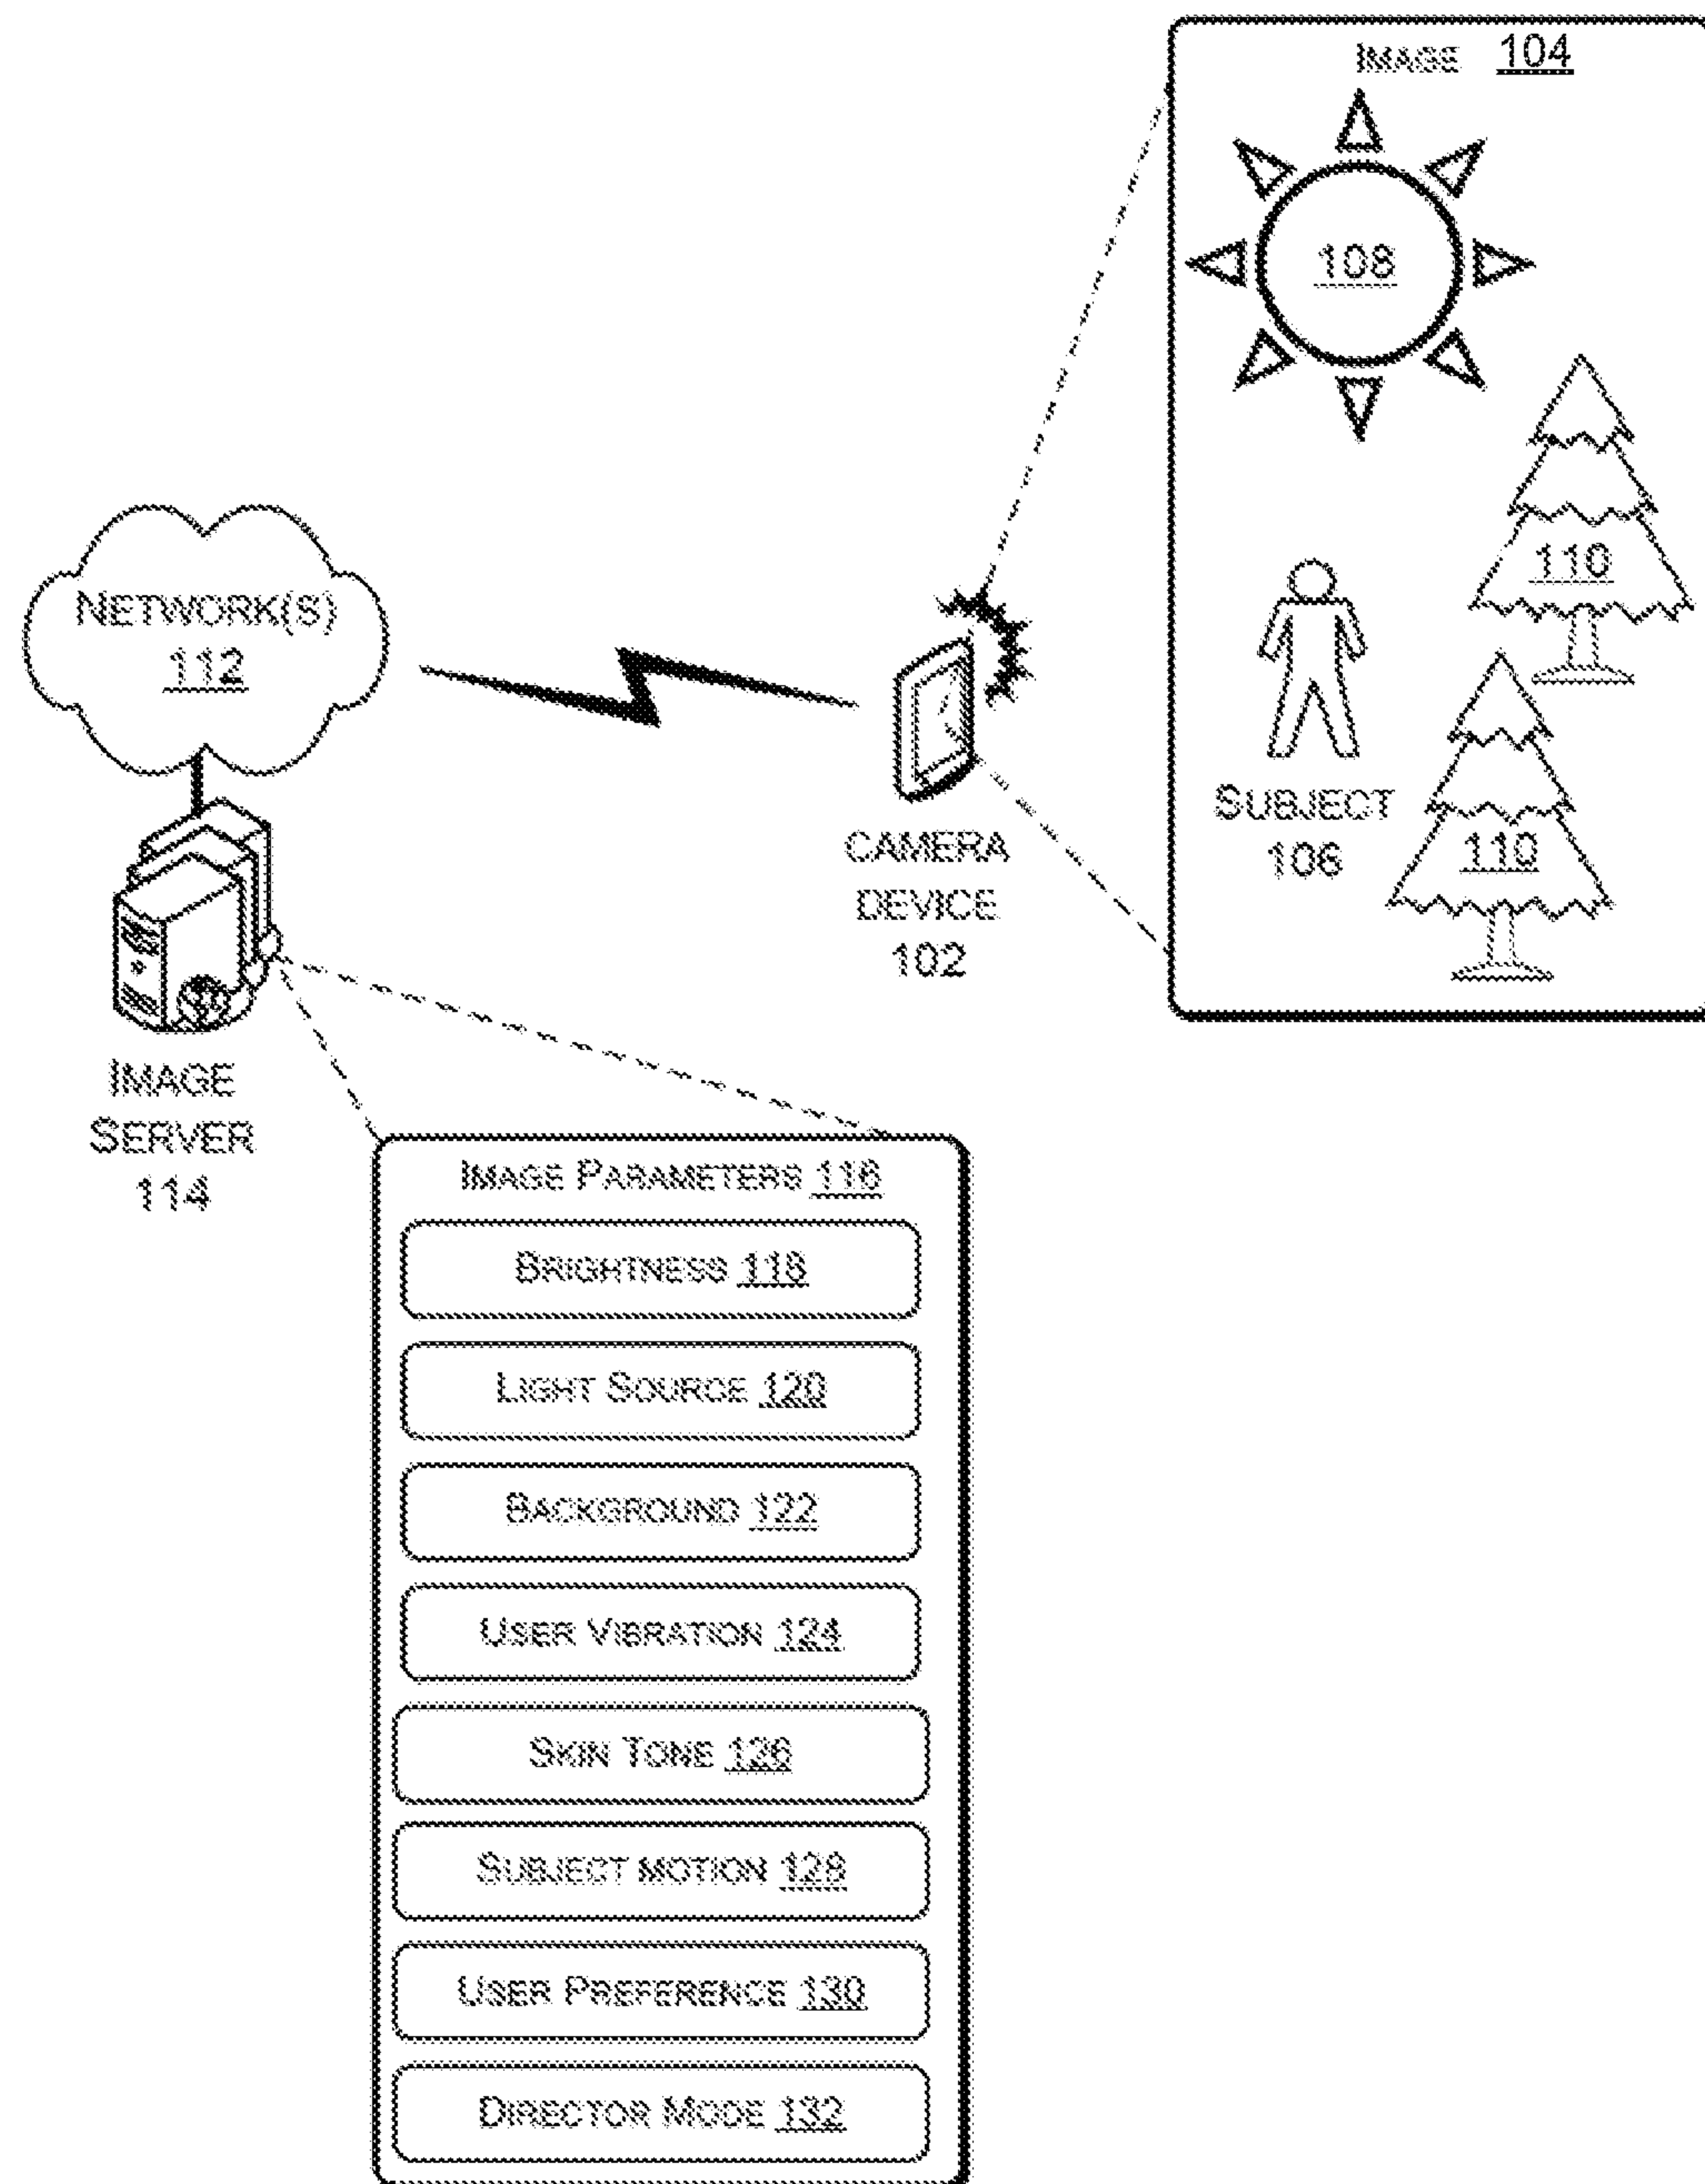 IMAGE 104
108
110
NETWORK(S)
112
SUBJECT
106
110
CAMERA
DEVICE
102
IMAGE
SERVER
114
IMAGE PARAMETERS 116
BRIGHTNESS 118
LIGHT SOURCE 120
BACKGROUND 122
USER VIBRATION 124
SKIN TONE 126
SUBJECT MOTION 128
USER PREFERENCE 130
DIRECTOR MODE 132